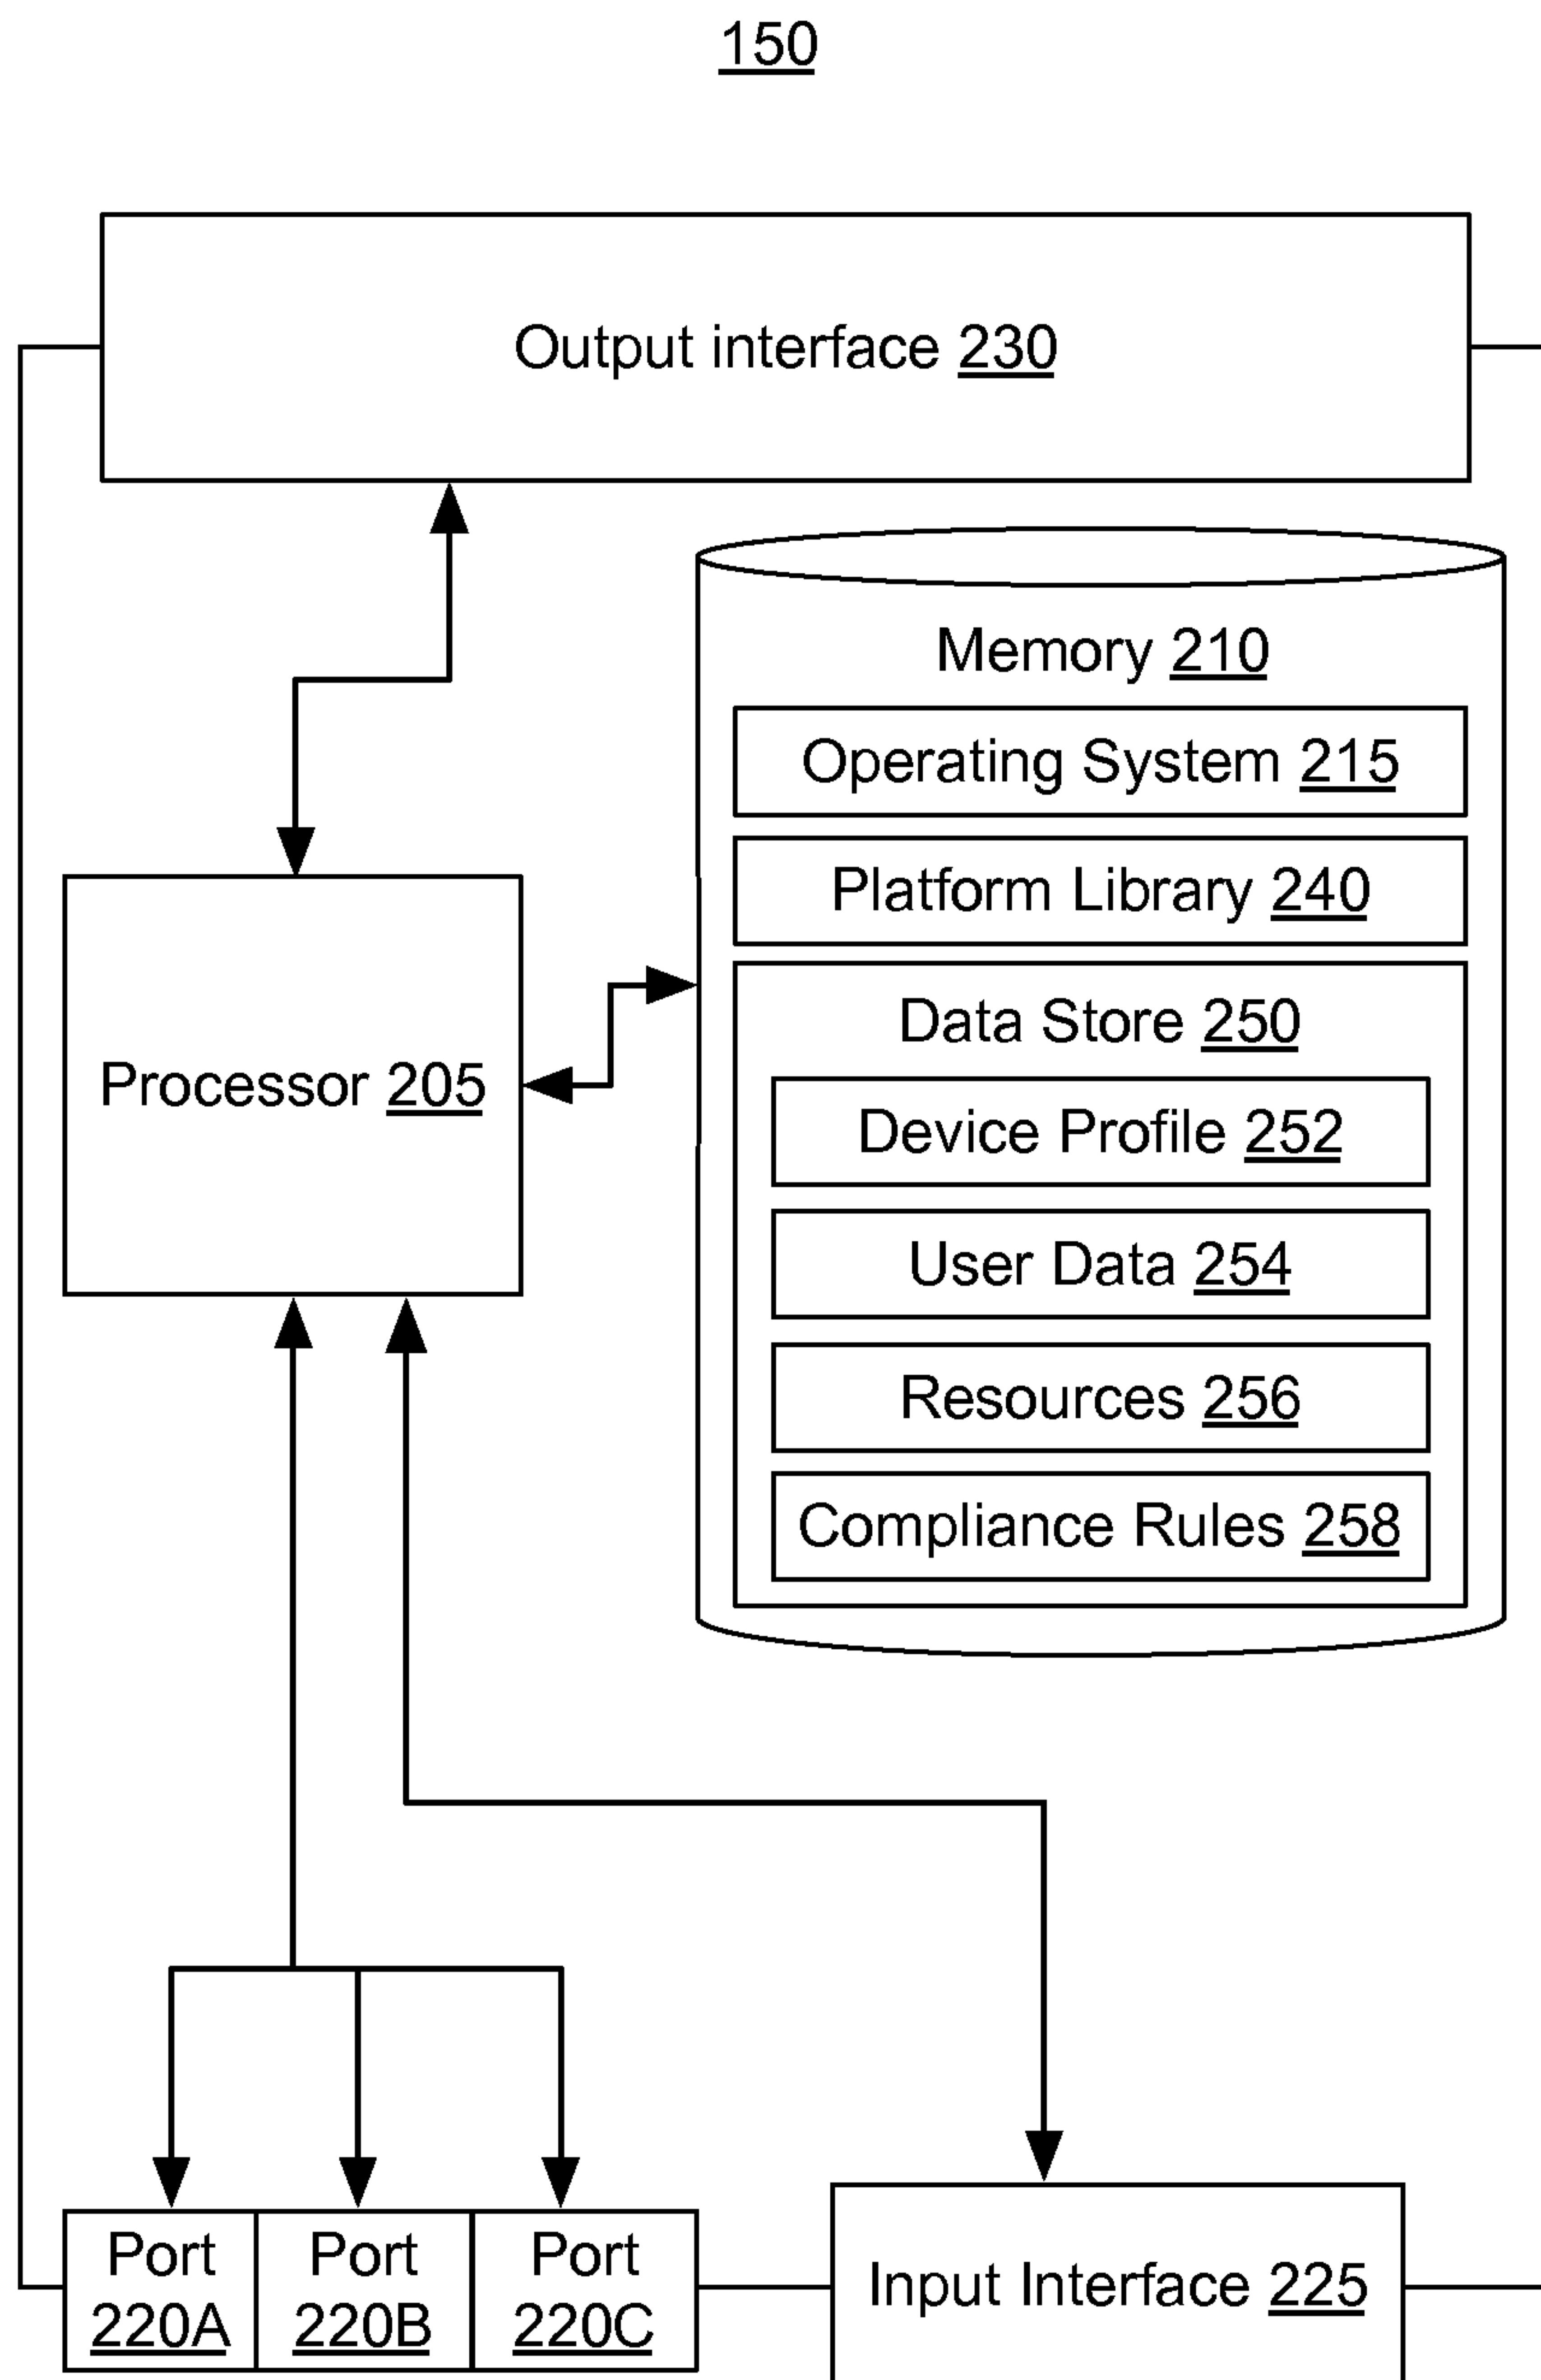 150
Output interface 230
Memory 210
Operating System 215
Platform Library 240
Data Store 250
Device Profile 252
User Data 254
Resources 256
Compliance Rules 258
Processor 205
Port 220A
Port 220B
Port 220C
Input Interface 225